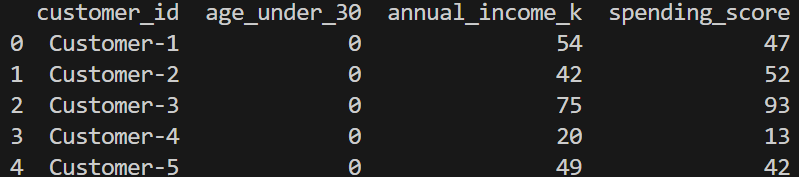 customer_id age_under_30 annual_income_k spending_score
0 Customer-1 0 54 47
1 Customer-2 0 42 52
2 Customer-3 0 75 93
3 Customer-4 0 20 13
4 Customer-5 0 49 42